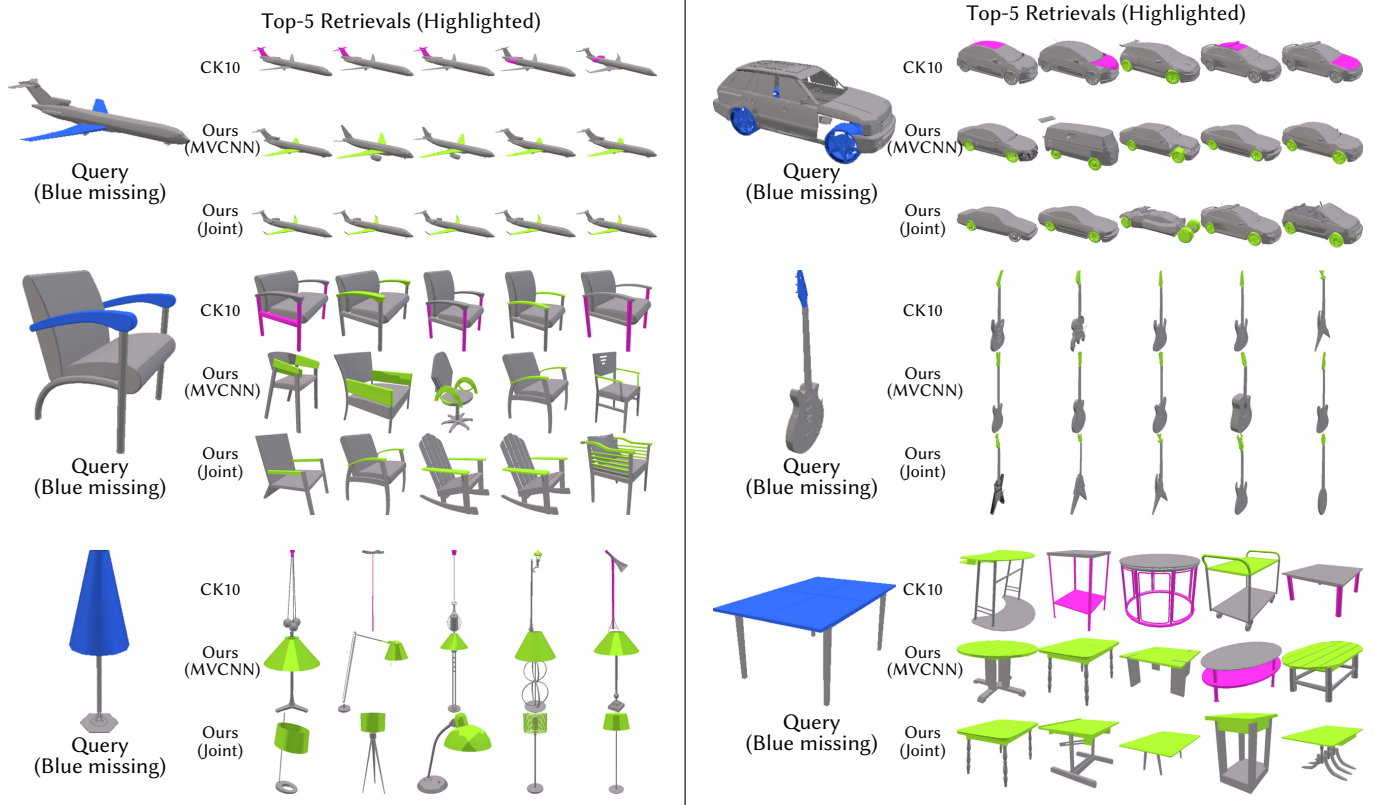 Top-5 Retrievals (Highlighted)
CK10
Ours
(MVCNN)
Query
(Blue missing)
Ours
(Joint)
CK10
Ours
(MVCNN)
Ours
(Joint)
Query
(Blue missing)
CK10
Ours
(MVCNN)
Ours
(Joint)
Query
(Blue missing)
Top-5 Retrievals (Highlighted)
CK10
Ours
(MVCNN)
Query
(Blue missing)
Ours
(Joint)
CK10
Ours
(MVCNN)
Ours
(Joint)
Query
(Blue missing)
CK10
Ours
(MVCNN)
Query
(Blue missing)
Ours
(Joint)